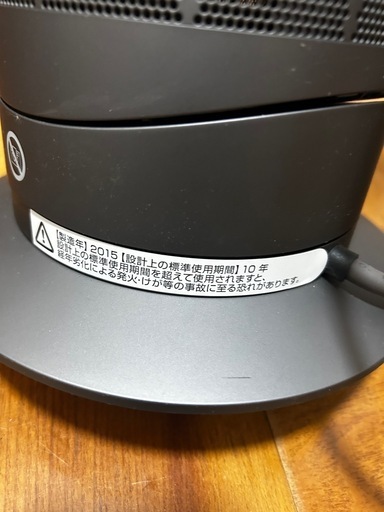 【製造年】2015【設計上の標準使用期間】10年
設計上の標準使用期間を超えて使用されますと、
経年劣化による発火・けが等の事故に至る恐れがあります。